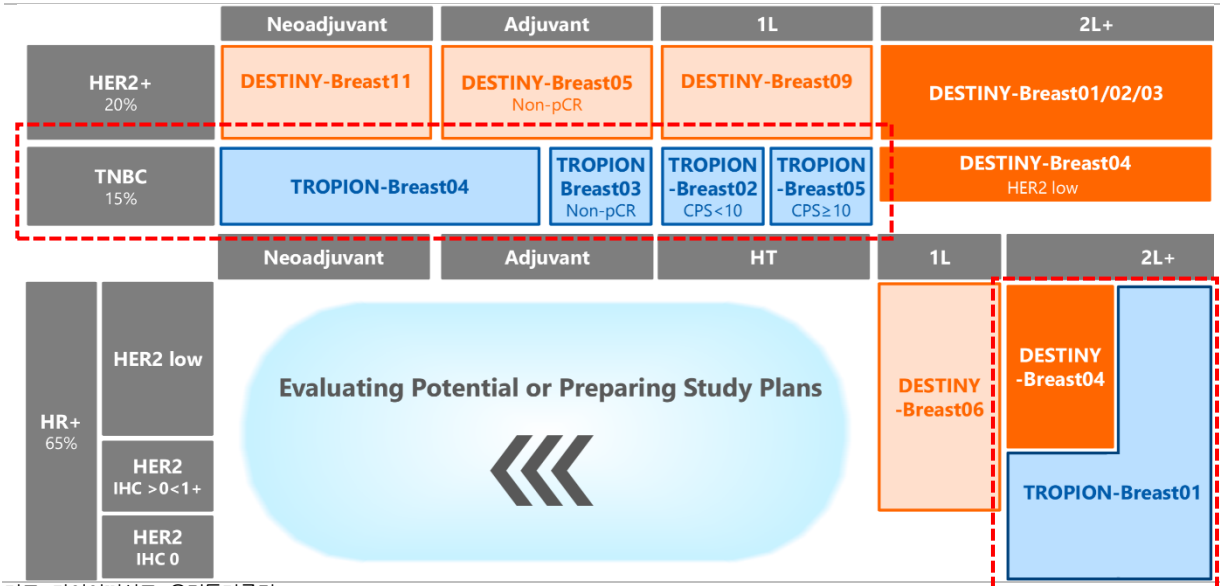 Neoadjuvant Adjuvant 1L 2L+
HER2+
20%
DESTINY-Breast11
DESTINY-Breast05
Non-pCR
DESTINY-Breast09
DESTINY-Breast01/02/03
TNBC
15%
TROPION-Breast04
TROPION
Breast03
Non-pCR
TROPION
-Breast02
CPS<10
TROPION
-Breast05
CPS≥10
DESTINY-Breast04
HER2 low
Neoadjuvant Adjuvant HT 1L 2L+
HR+
65%
HER2 low
HER2
IHC >0<1+
HER2
IHC 0
Evaluating Potential or Preparing Study Plans
DESTINY
-Breast06
DESTINY
-Breast04
TROPION-Breast01